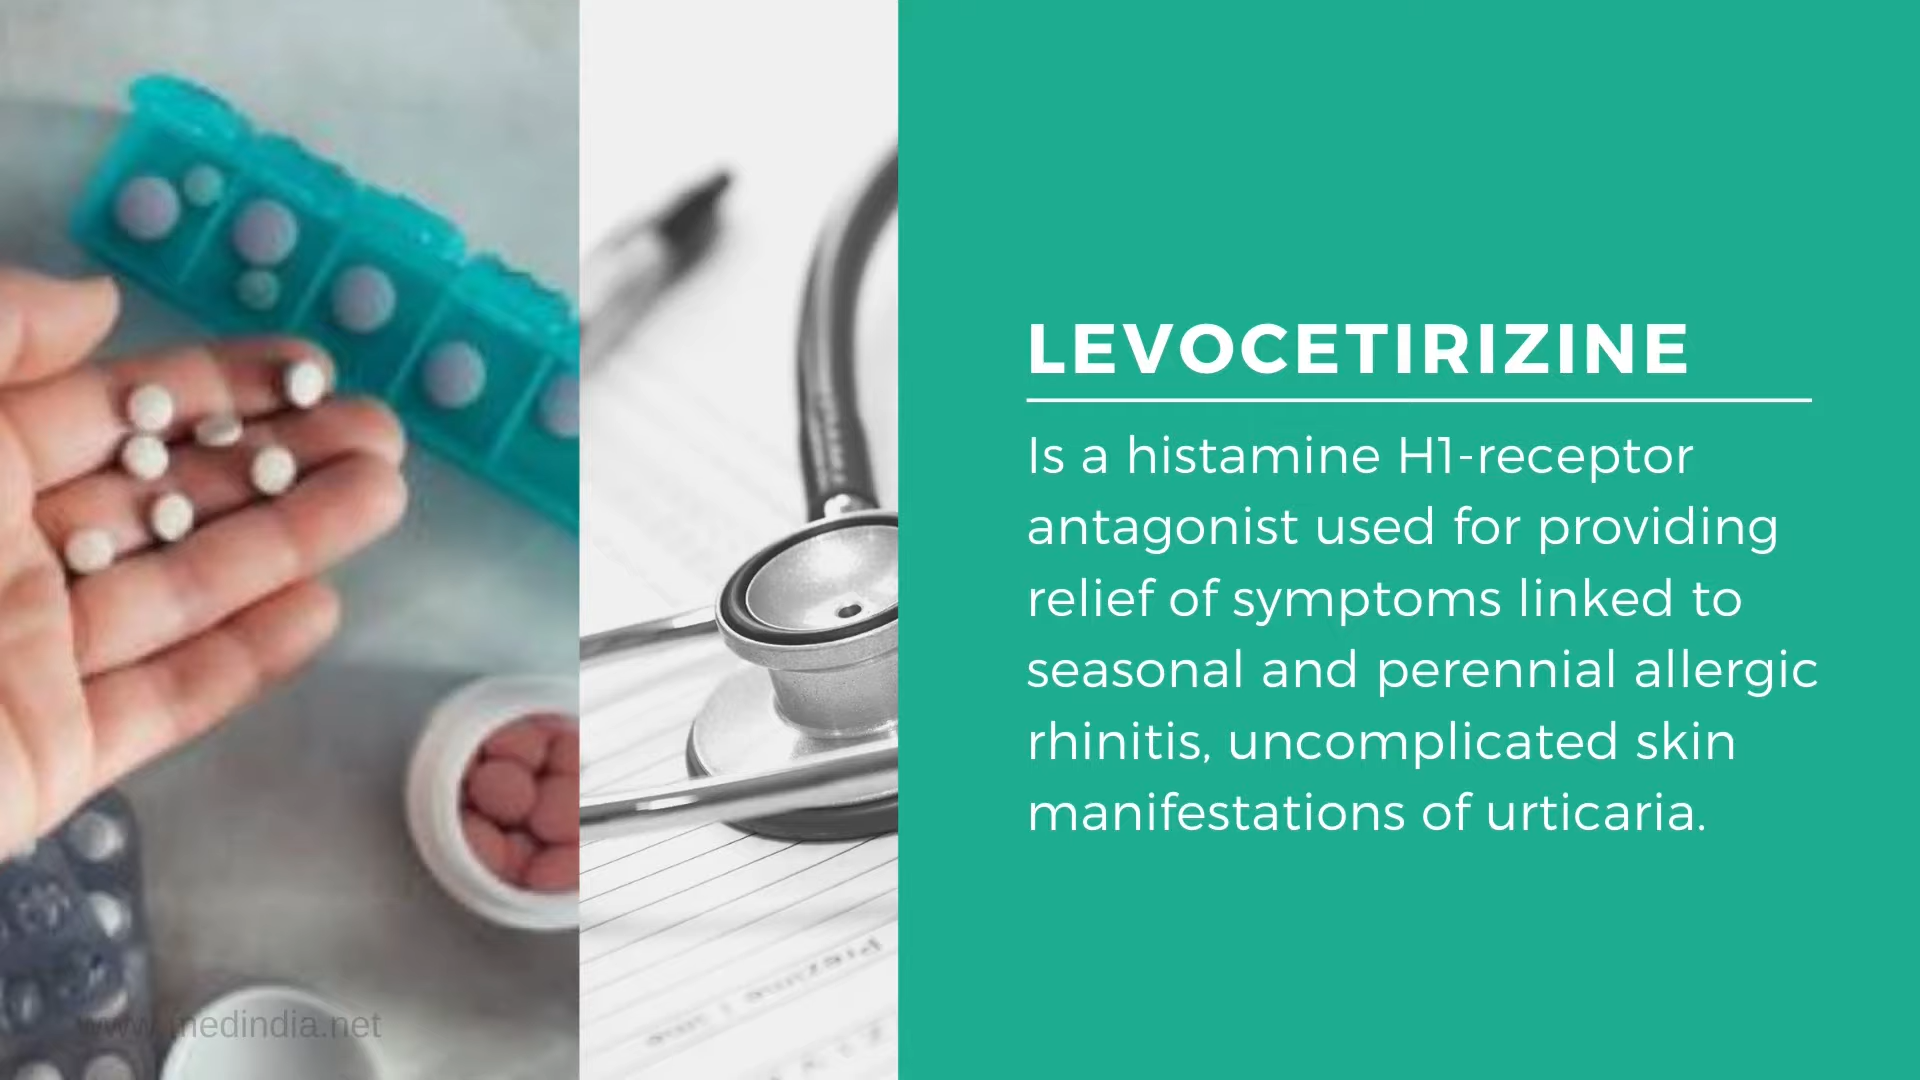 LEVOCETIRIZINE
Is a histamine H1-receptor
antagonist used for providing
relief of symptoms linked to
seasonal and perennial allergic
rhinitis, uncomplicated skin
manifestations of urticaria.
www.medindia.net